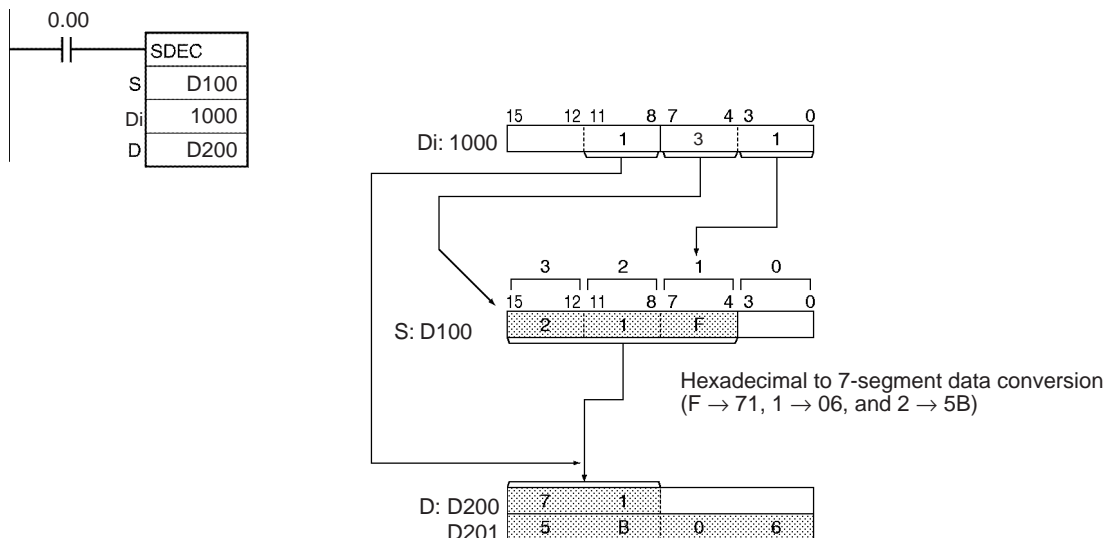 0.00
SDEC
S D100
Di 1000
D D200
15 12 11 8 7 4 3 0
Di: 1000 1 3 1
3 2 1 0
15 12 11 8 7 4 3 0
S: D100 2 1 F
Hexadecimal to 7-segment data conversion
(F → 71, 1 → 06, and 2 → 5B)
D: D200 7 1
D201 5 B 0 6